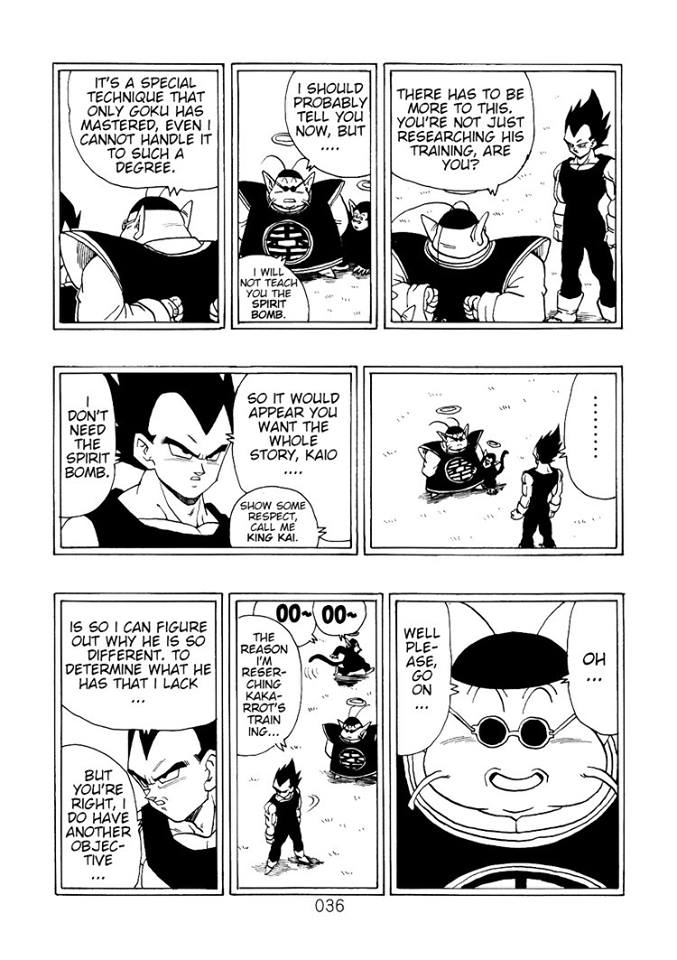 THERE HAS TO BE
MORE TO THIS.
YOU'RE NOT JUST
RESEARCHING HIS
TRAINING, ARE
YOU?
I SHOULD
PROBABLY
TELL YOU
NOW, BUT
....
I WILL
NOT TEACH
YOU THE
SPIRIT
BOMB.
IT'S A SPECIAL
TECHNIQUE THAT
ONLY GOKU HAS
MASTERED, EVEN I
CANNOT HANDLE IT
TO SUCH A
DEGREE.
.........
SO IT WOULD
APPEAR YOU
WANT THE
WHOLE
STORY, KAIO
....
SHOW SOME
RESPECT,
CALL ME
KING KAI.
I
DON'T
NEED
THE
SPIRIT
BOMB.
OH
...
WELL
PLE-
ASE,
GO
ON
...
OO~ OO~
THE
REASON
I'M
RESER-
CHING
KAKA-
RROT'S
TRAIN
ING...
IS SO I CAN FIGURE
OUT WHY HE IS SO
DIFFERENT. TO
DETERMINE WHAT HE
HAS THAT I LACK
...
BUT
YOU'RE
RIGHT, I
DO HAVE
ANOTHER
OBJEC-
TIVE
...
036